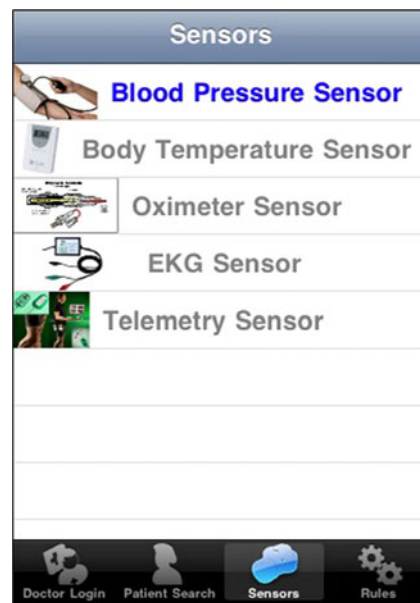 Sensors
Blood Pressure Sensor
Body Temperature Sensor
Oximeter Sensor
EKG Sensor
Telemetry Sensor
Doctor Login
Patient Search
Sensors
Rules